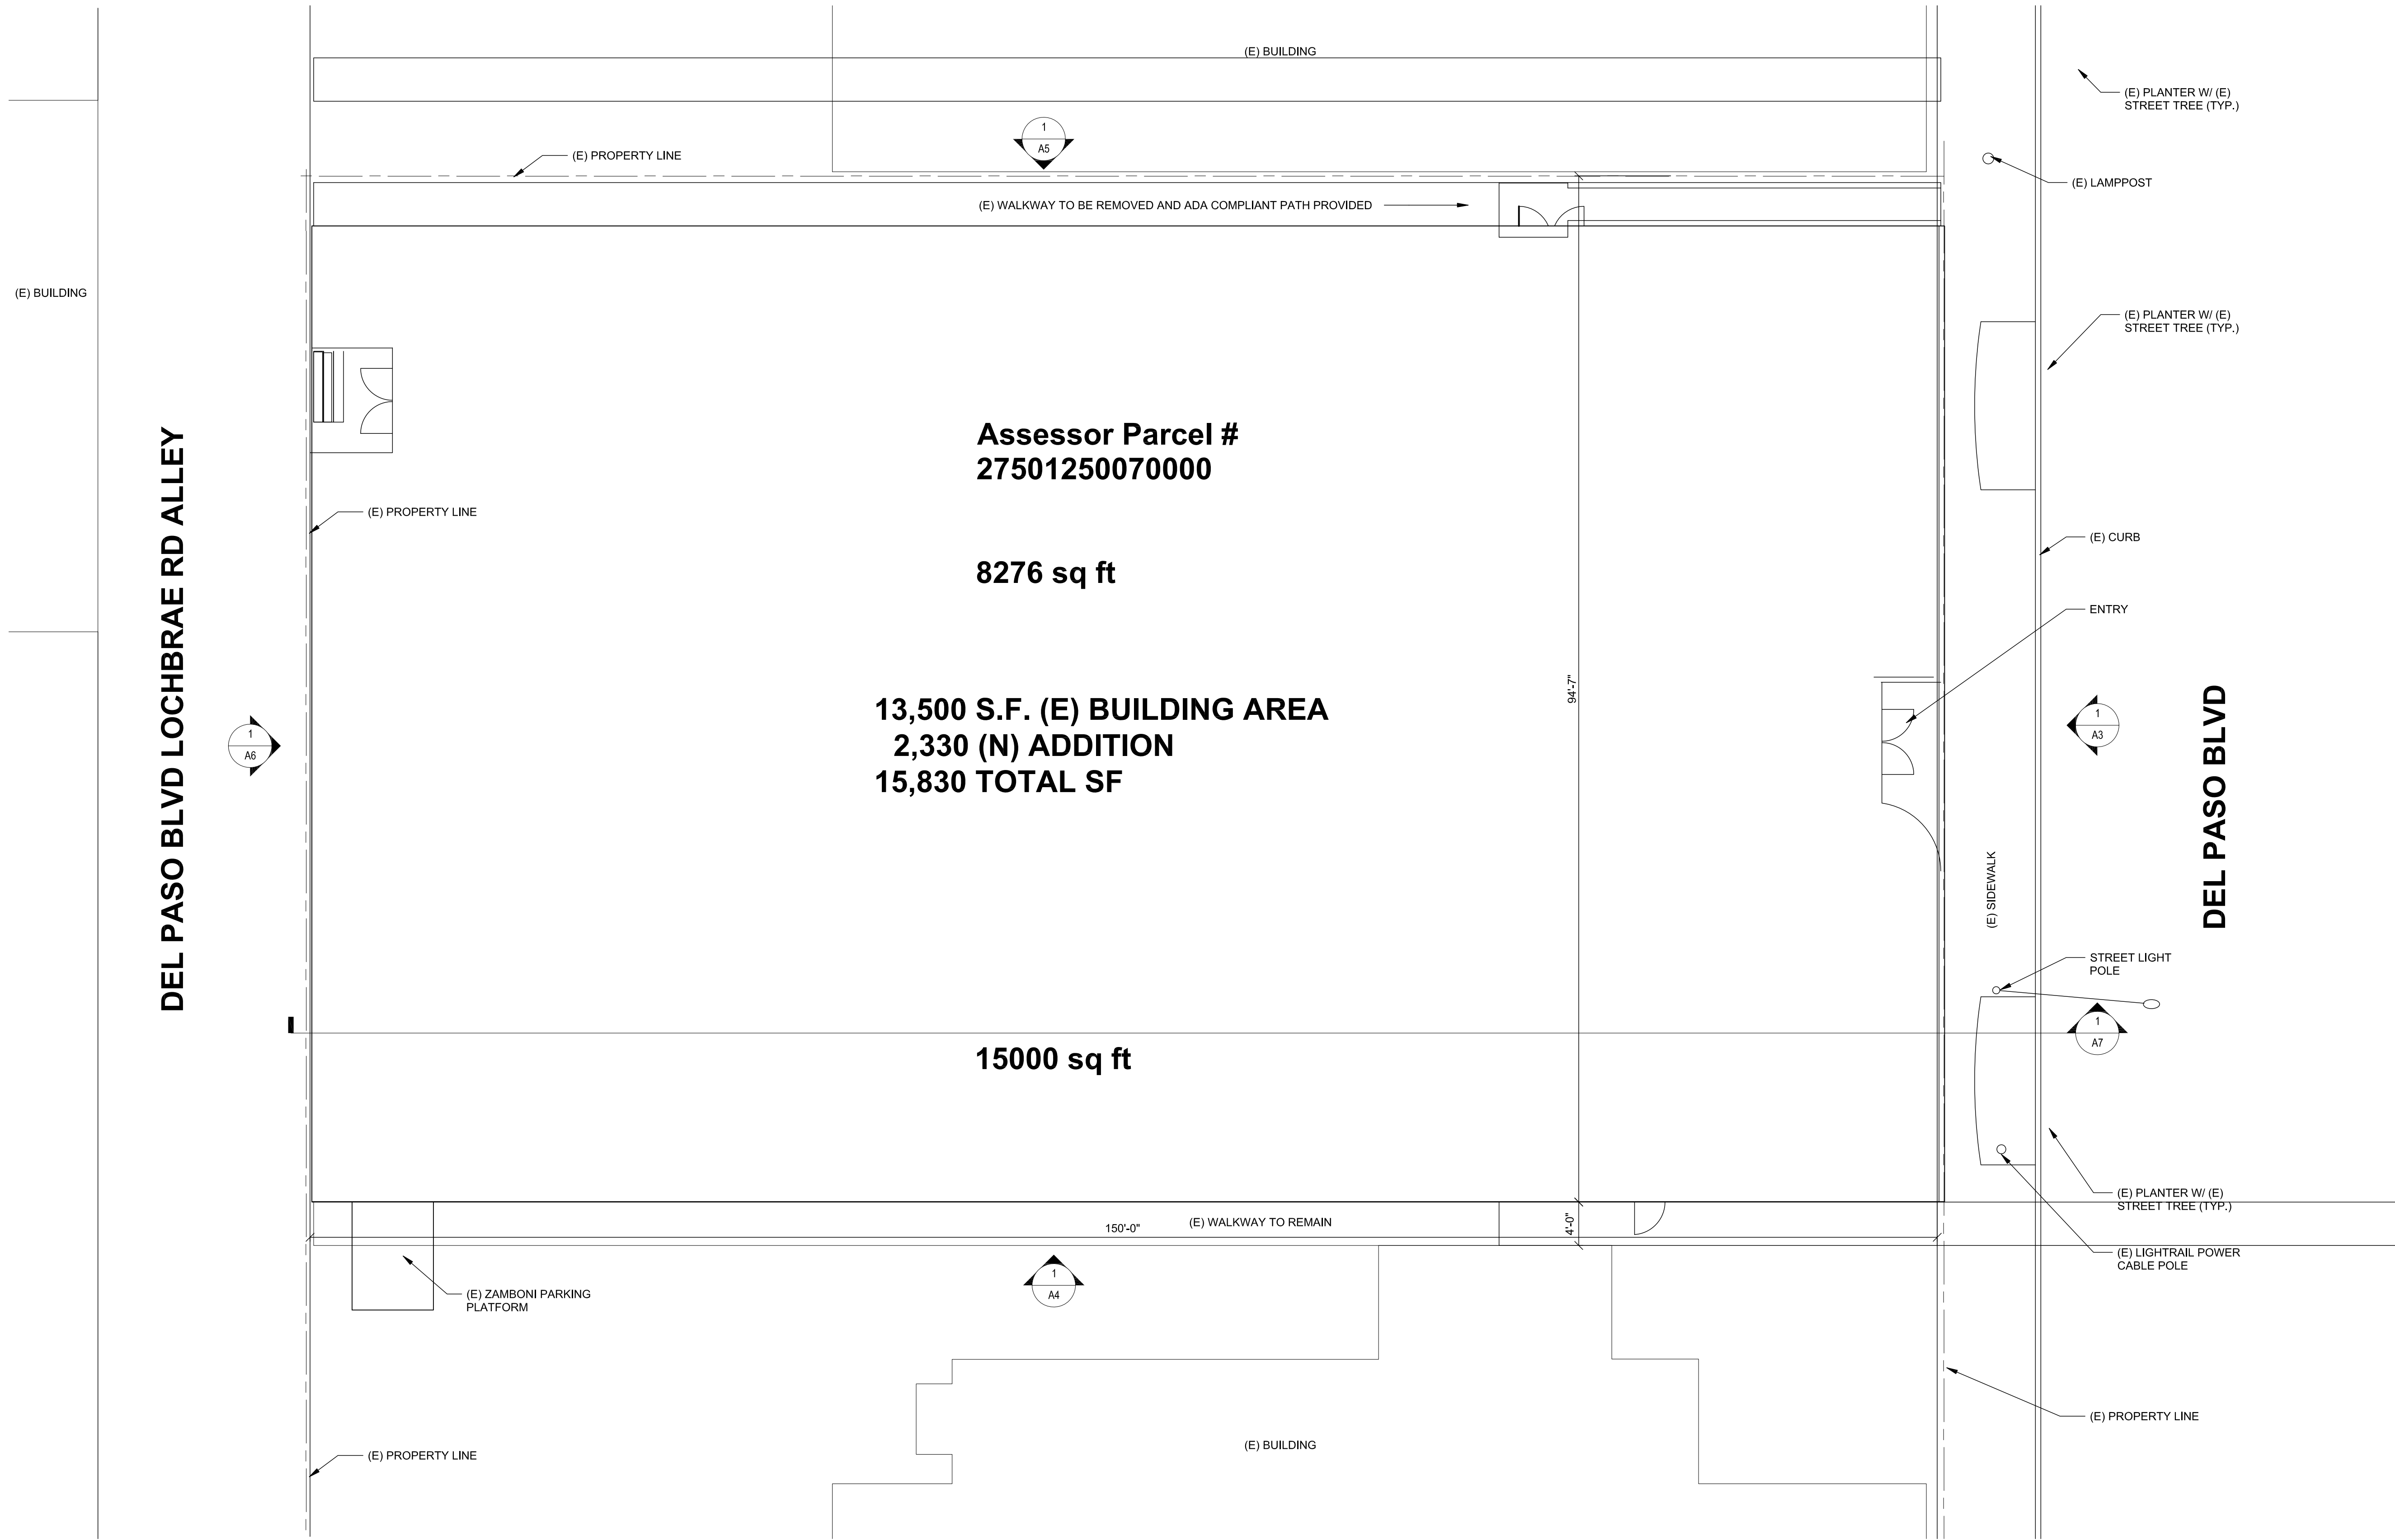 (E) BUILDING
(E) PLANTER W/ (E)
STREET TREE (TYP.)
1
A5
(E) PROPERTY LINE
(E) LAMPPOST
(E) WALKWAY TO BE REMOVED AND ADA COMPLIANT PATH PROVIDED
(E) BUILDING
(E) PLANTER W/ (E)
STREET TREE (TYP.)
Assessor Parcel #
27501250070000
(E) PROPERTY LINE
(E) CURB
8276 sq ft
ENTRY
DEL PASO BLVD LOCHBRAE RD ALLEY
94'-7"
13,500 S.F. (E) BUILDING AREA
2,330 (N) ADDITION
15,830 TOTAL SF
1
A6
1
A3
DEL PASO BLVD
(E) SIDEWALK
STREET LIGHT
POLE
1
A7
15000 sq ft
(E) PLANTER W/ (E)
STREET TREE (TYP.)
150'-0"
(E) WALKWAY TO REMAIN
4'-0"
(E) LIGHTRAIL POWER
CABLE POLE
1
A4
(E) ZAMBONI PARKING
PLATFORM
(E) PROPERTY LINE
(E) BUILDING
(E) PROPERTY LINE